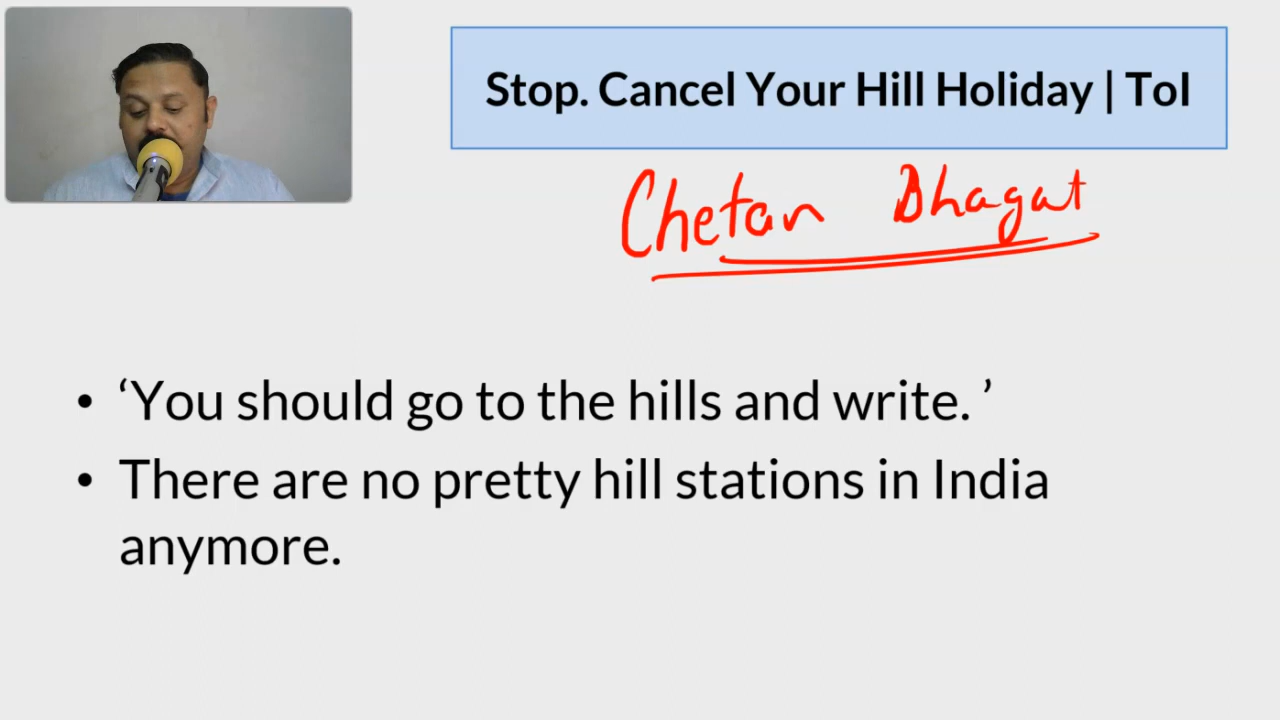 Stop. Cancel Your Hill Holiday | ToI
Chetan Bhagat
• ‘You should go to the hills and write. ’
• There are no pretty hill stations in India
anymore.